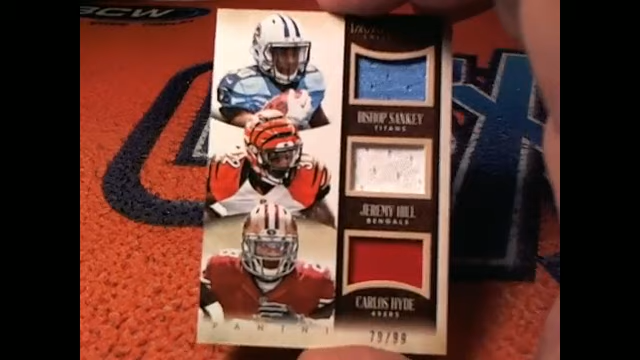 BCW
BISHOP SANKEY
TITANS
JEREMY HILL
BENGALS
CARLOS HYDE
49ERS
PANINI
79/99